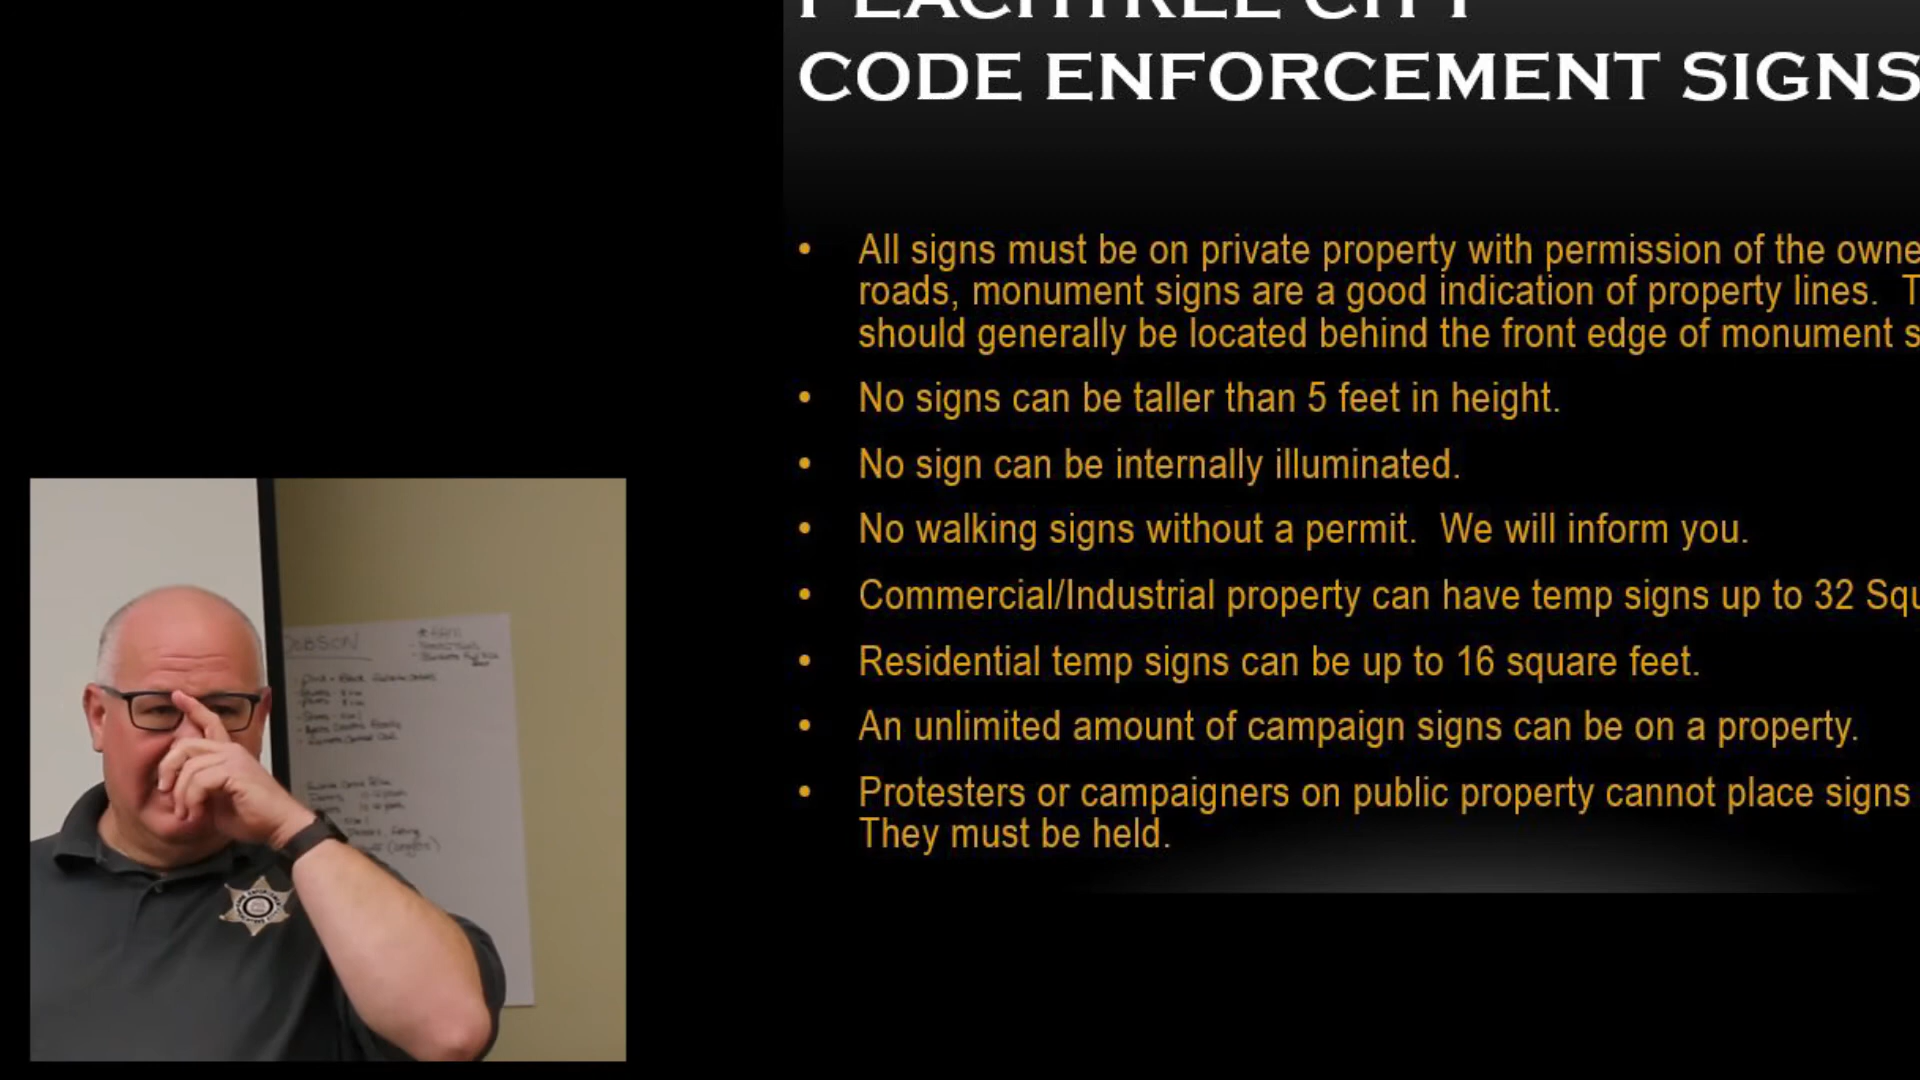 PEACHTREE CITY
CODE ENFORCEMENT SIGNS
• All signs must be on private property with permission of the owne
roads, monument signs are a good indication of property lines. T
should generally be located behind the front edge of monument s
• No signs can be taller than 5 feet in height.
• No sign can be internally illuminated.
• No walking signs without a permit. We will inform you.
• Commercial/Industrial property can have temp signs up to 32 Squ
• Residential temp signs can be up to 16 square feet.
• An unlimited amount of campaign signs can be on a property.
• Protesters or campaigners on public property cannot place signs
They must be held.
DOBSON